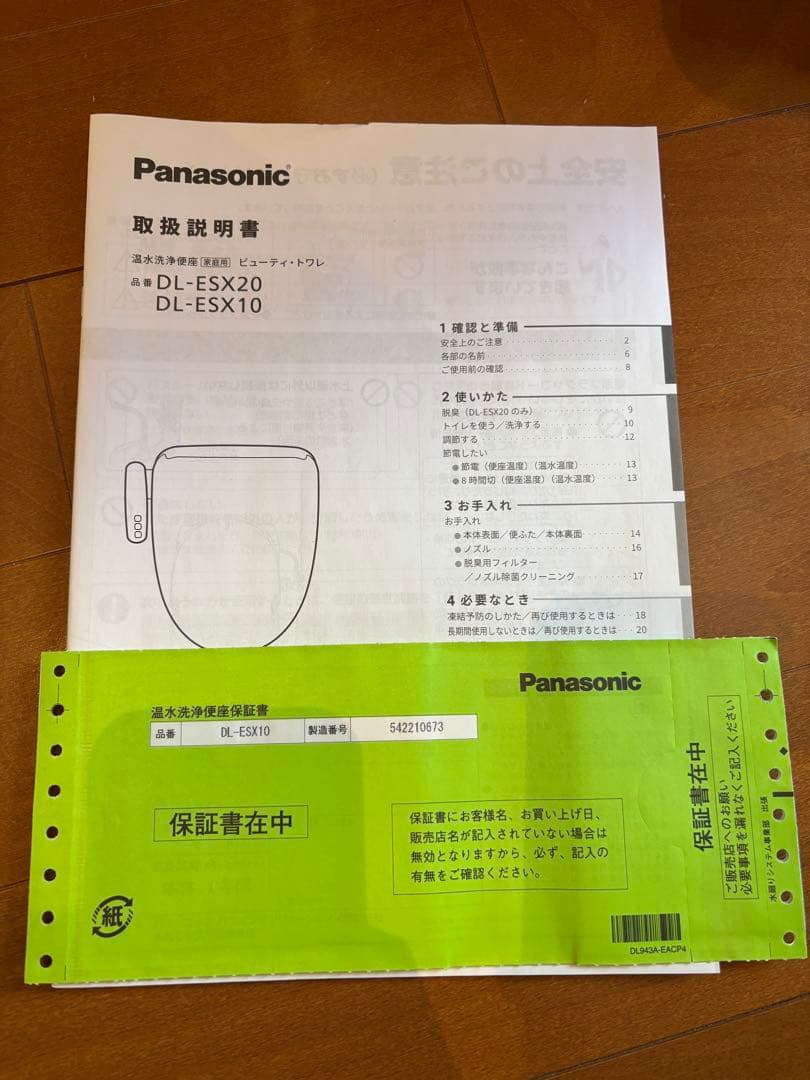 Panasonic
取扱説明書
温水洗浄便座 家庭用 ビューティ・トワレ
品番 DL-ESX20
DL-ESX10
1 確認と準備
安全上のご注意 2
各部の名前 6
ご使用前の確認 8
2 使いかた
脱臭（DL-ESX20 のみ） 9
トイレを使う／洗浄する 10
調節する 12
節電したい
●節電（便座温度）（温水温度） 13
●8時間切（便座温度）（温水温度） 13
3 お手入れ
お手入れ
●本体表面／便ふた／本体裏面 14
●ノズル 16
●脱臭用フィルター
／ノズル除菌クリーニング 17
4 必要なとき
凍結予防のしかた／再び使用するときは 18
長期間使用しないときは／再び使用するときは 20
Panasonic
温水洗浄便座保証書
品番 DL-ESX10 製造番号 542210673
保証書在中
保証書にお客様名、お買い上げ日、
販売店名が記入されていない場合は
無効となりますから、必ず、記入の
有無をご確認ください。
紙
DL943A-EACP4
保証書在中
ご販売店へのお願い
必要事項を漏れなくご記入ください
水廻りシステム事業部 出張